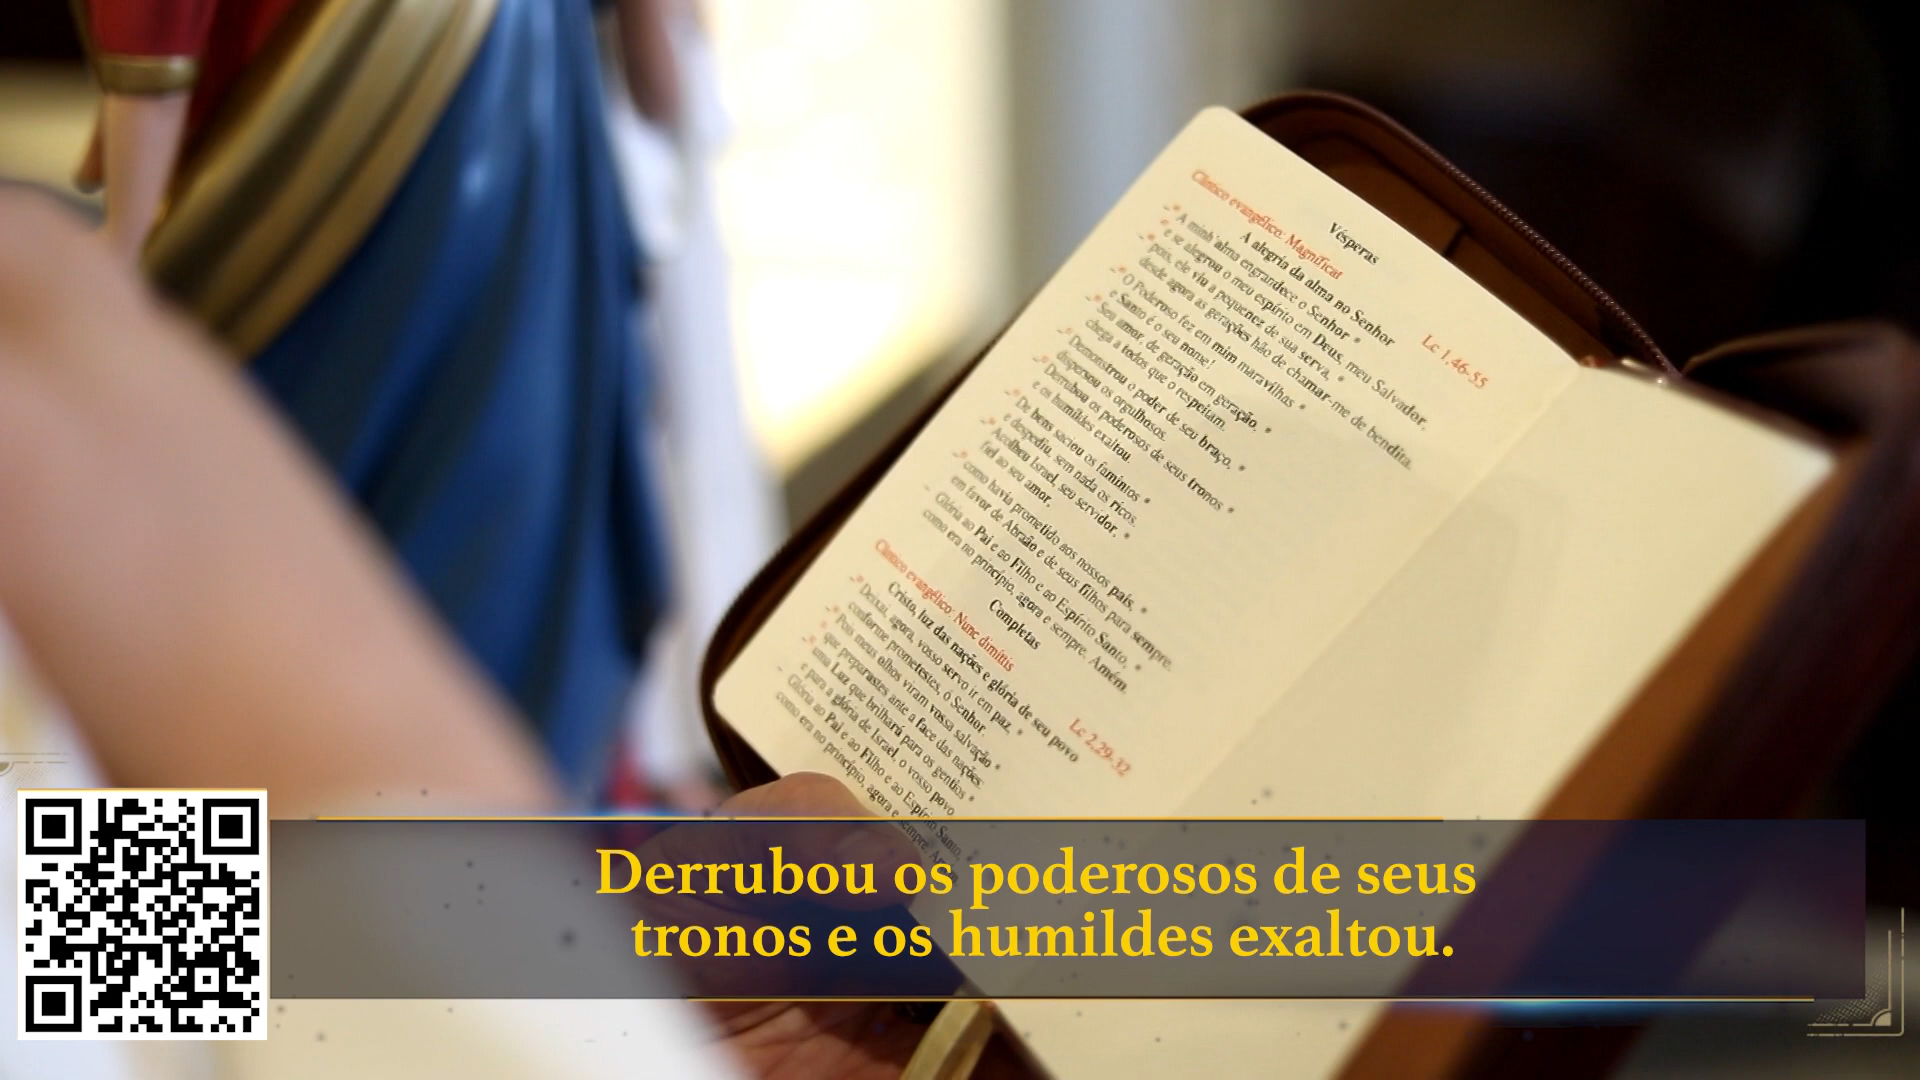 Vésperas
Cântico evangélico: Magnificat
Lc 1,46-55
A alegria da alma no Senhor
– A minh'alma engrandece o Senhor *
e se alegrou o meu espírito em Deus, meu Salvador,
– pois, ele viu a pequenez de sua serva, *
desde agora as gerações hão de chamar-me de bendita.
– O Poderoso fez em mim maravilhas *
e Santo é o seu nome!
– Seu amor, de geração em geração, *
chega a todos que o respeitam.
– Demonstrou o poder de seu braço, *
dispersou os orgulhosos.
– Derrubou os poderosos de seus tronos *
e os humildes exaltou.
– De bens saciou os famintos *
e despediu, sem nada os ricos.
– Acolheu Israel, seu servidor, *
fiel ao seu amor,
– como havia prometido aos nossos pais, *
em favor de Abraão e de seus filhos para sempre.
– Glória ao Pai e ao Filho e ao Espírito Santo, *
como era no princípio, agora e sempre. Amém.
Completas
Cântico evangélico: Nunc dimittis
Lc 2,29-32
Cristo, luz das nações e glória de seu povo
– Deixai, agora, vosso servo ir em paz, *
conforme prometestes, ó Senhor.
– Pois meus olhos viram vossa salvação *
que preparastes ante a face das nações:
– uma Luz que brilhará para os gentios *
e para a glória de Israel, o vosso povo
– Glória ao Pai e ao Filho e ao Espírito Santo,
como era no princípio, agora e sempre
Derrubou os poderosos de seus
tronos e os humildes exaltou.